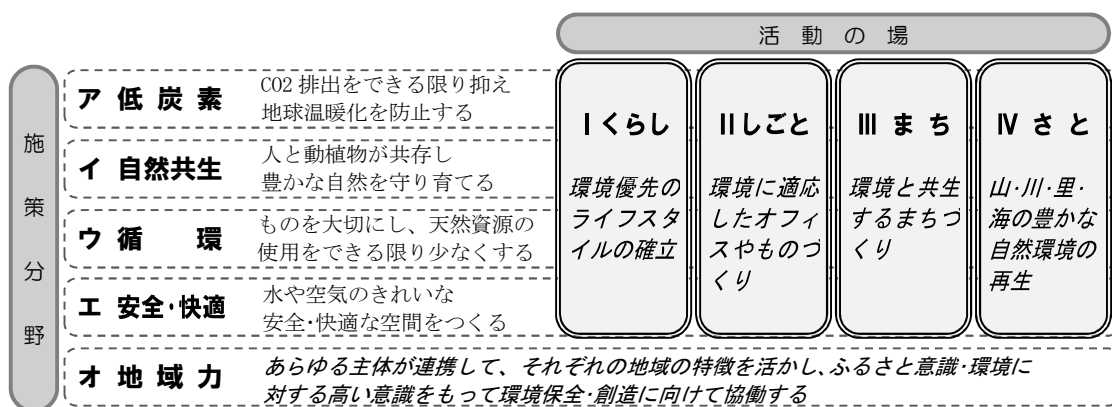 活動の場
施策分野
ア 低炭素
CO2排出をできる限り抑え
地球温暖化を防止する
イ 自然共生
人と動植物が共存し
豊かな自然を守り育てる
ウ 循環
ものを大切にし、天然資源の
使用をできる限り少なくする
エ 安全・快適
水や空気のきれいな
安全・快適な空間をつくる
オ 地域力
あらゆる主体が連携して、それぞれの地域の特徴を活かし、ふるさと意識・環境に
対する高い意識をもって環境保全・創造に向けて協働する
Ⅰくらし
環境優先の
ライフスタ
イルの確立
Ⅱしごと
環境に適応
したオフィ
スやものづ
くり
Ⅲ まち
環境と共生
するまちづ
くり
Ⅳ さと
山・川・里・
海の豊かな
自然環境の
再生